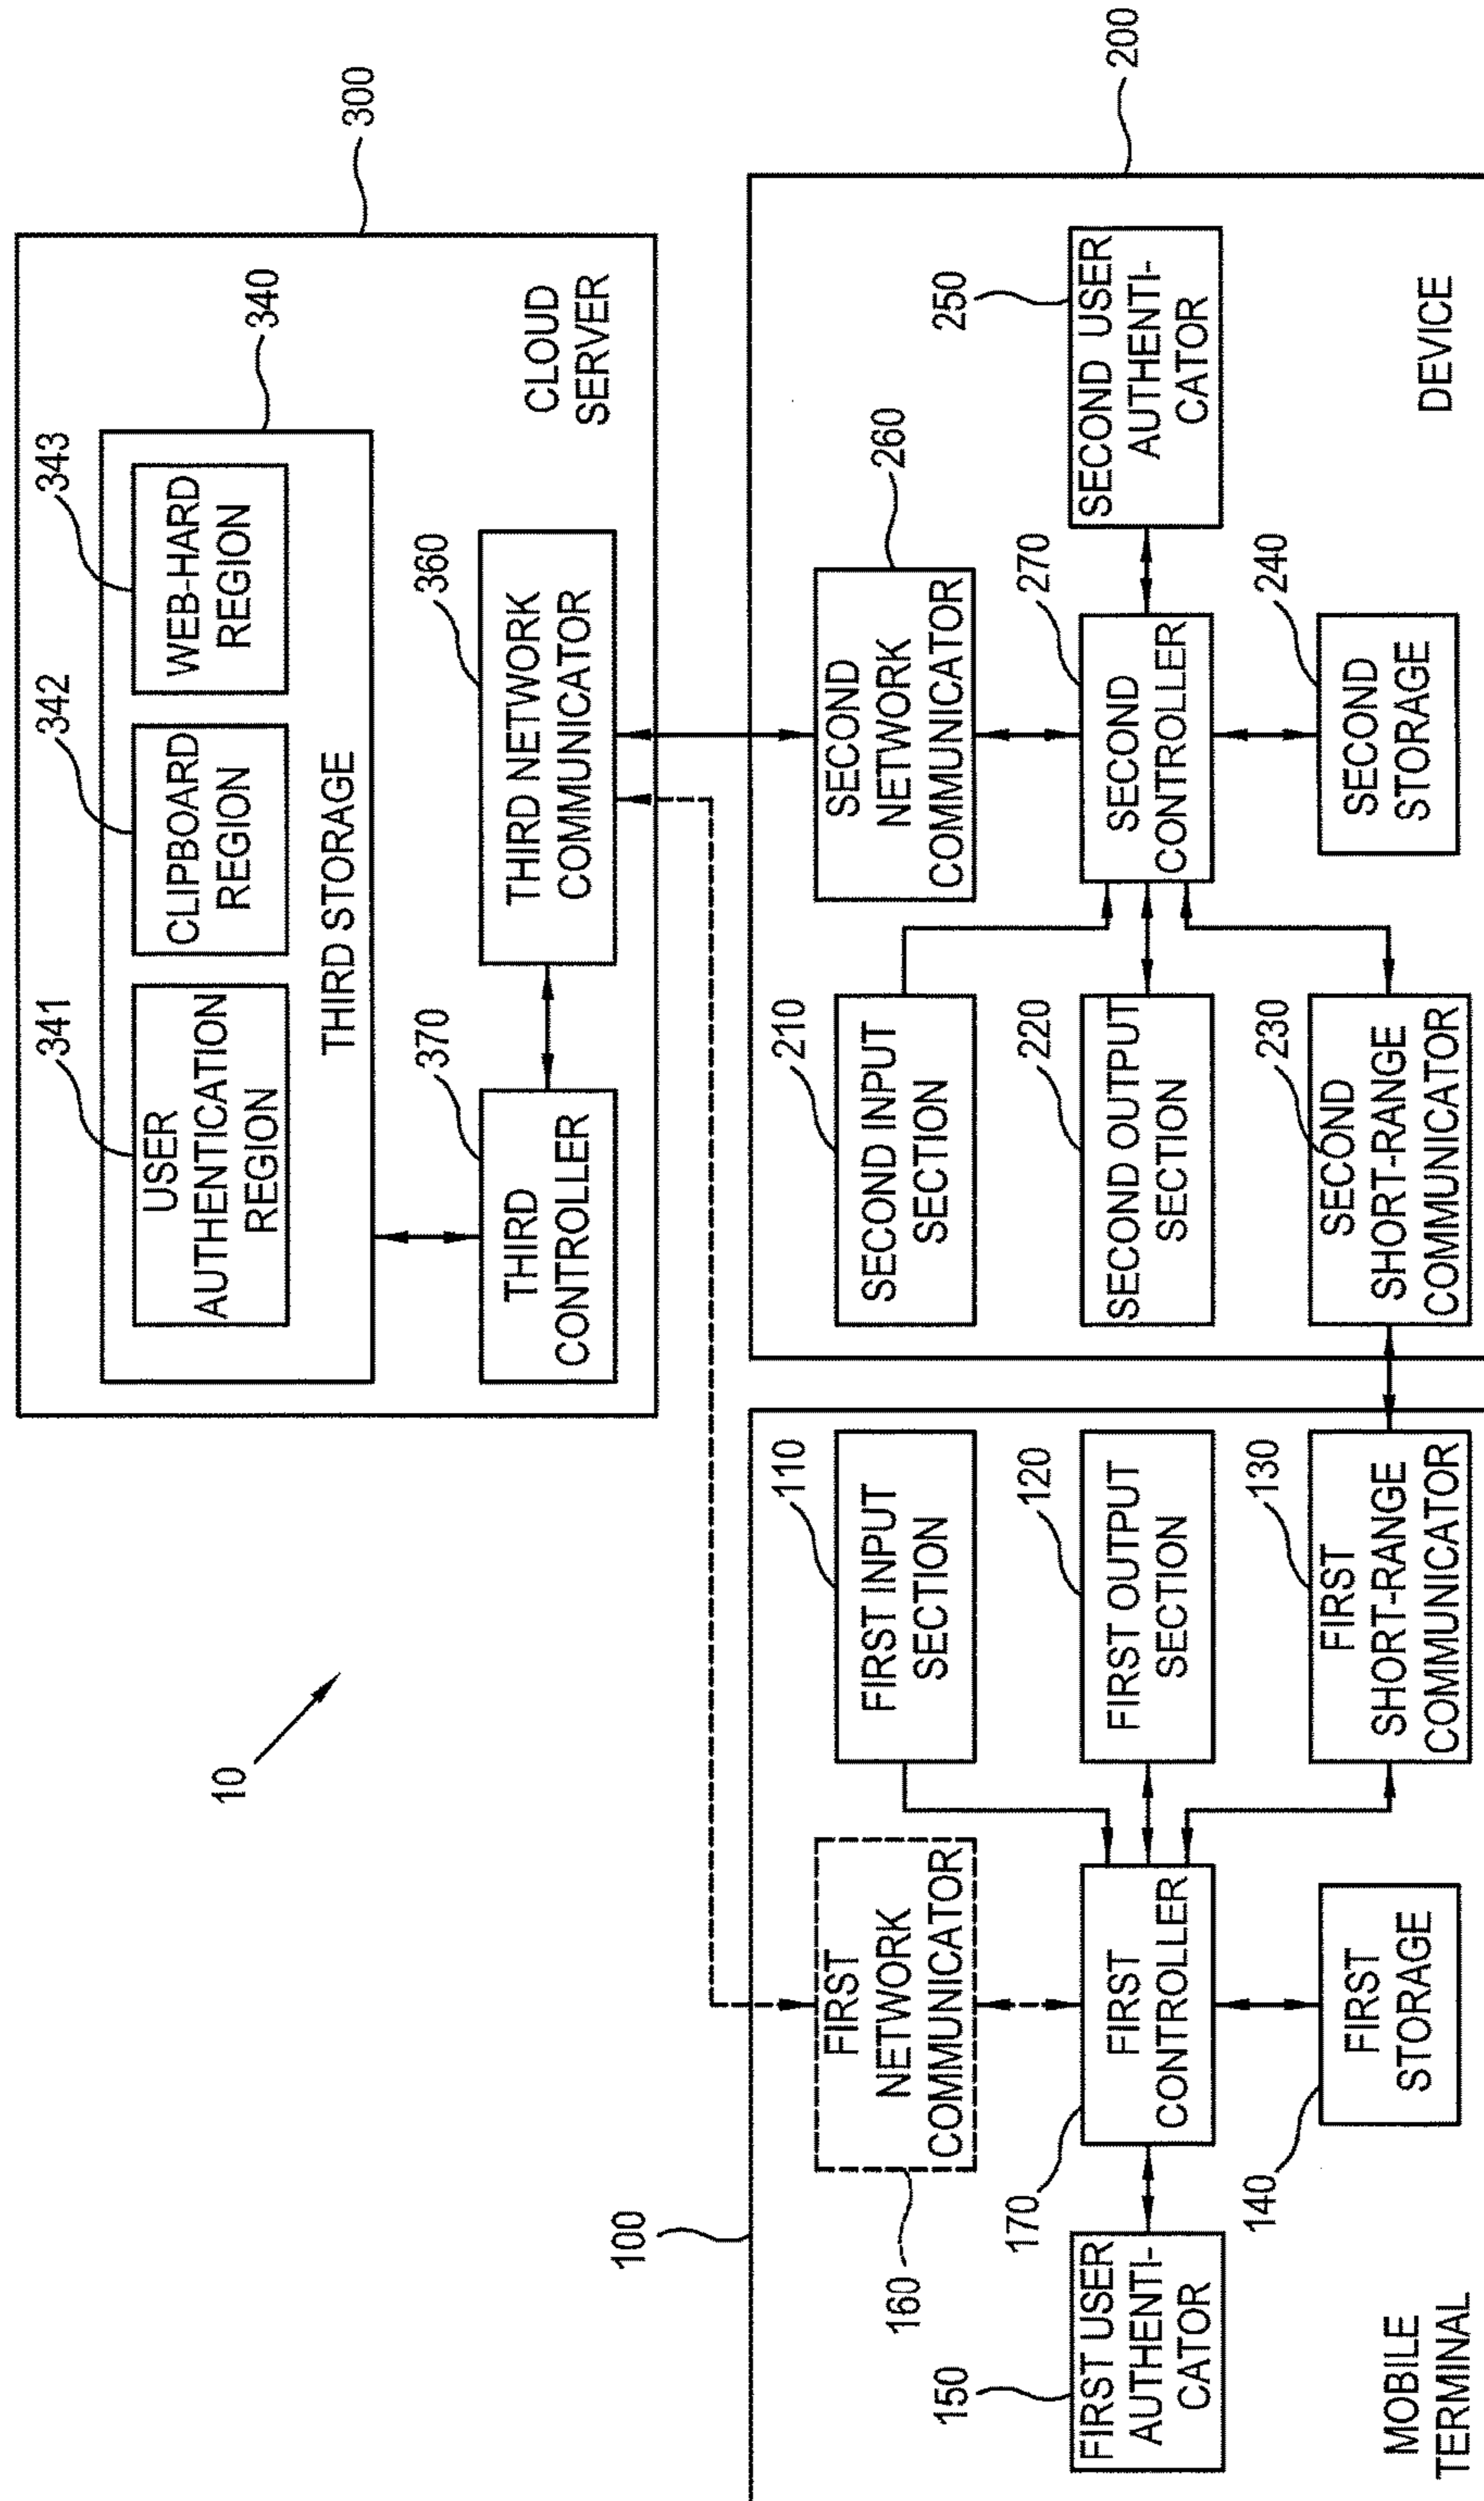 10
300
340
341
342
343
USER
AUTHENTICATION
REGION
CLIPBOARD
REGION
WEB-HARD
REGION
THIRD STORAGE
370
360
THIRD
CONTROLLER
THIRD NETWORK
COMMUNICATOR
CLOUD
SERVER
100
160
FIRST
NETWORK
COMMUNICATOR
110
FIRST INPUT
SECTION
150
FIRST USER
AUTHENTI-
CATOR
170
FIRST
CONTROLLER
120
FIRST OUTPUT
SECTION
140
FIRST
STORAGE
130
FIRST
SHORT-RANGE
COMMUNICATOR
MOBILE
TERMINAL
200
210
SECOND INPUT
SECTION
260
SECOND
NETWORK
COMMUNICATOR
220
SECOND OUTPUT
SECTION
270
SECOND
CONTROLLER
250
SECOND USER
AUTHENTI-
CATOR
230
SECOND
SHORT-RANGE
COMMUNICATOR
240
SECOND
STORAGE
DEVICE